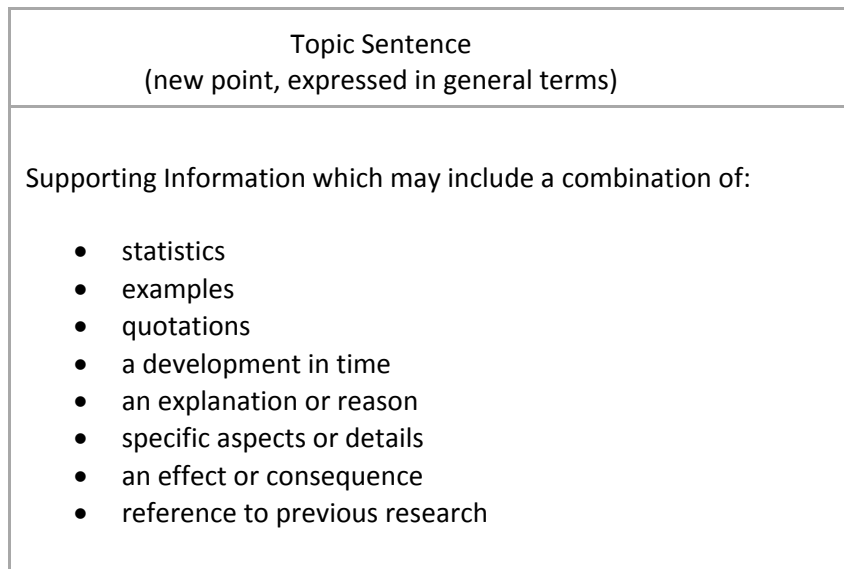 Topic Sentence
(new point, expressed in general terms)
Supporting Information which may include a combination of:
• statistics
• examples
• quotations
• a development in time
• an explanation or reason
• specific aspects or details
• an effect or consequence
• reference to previous research